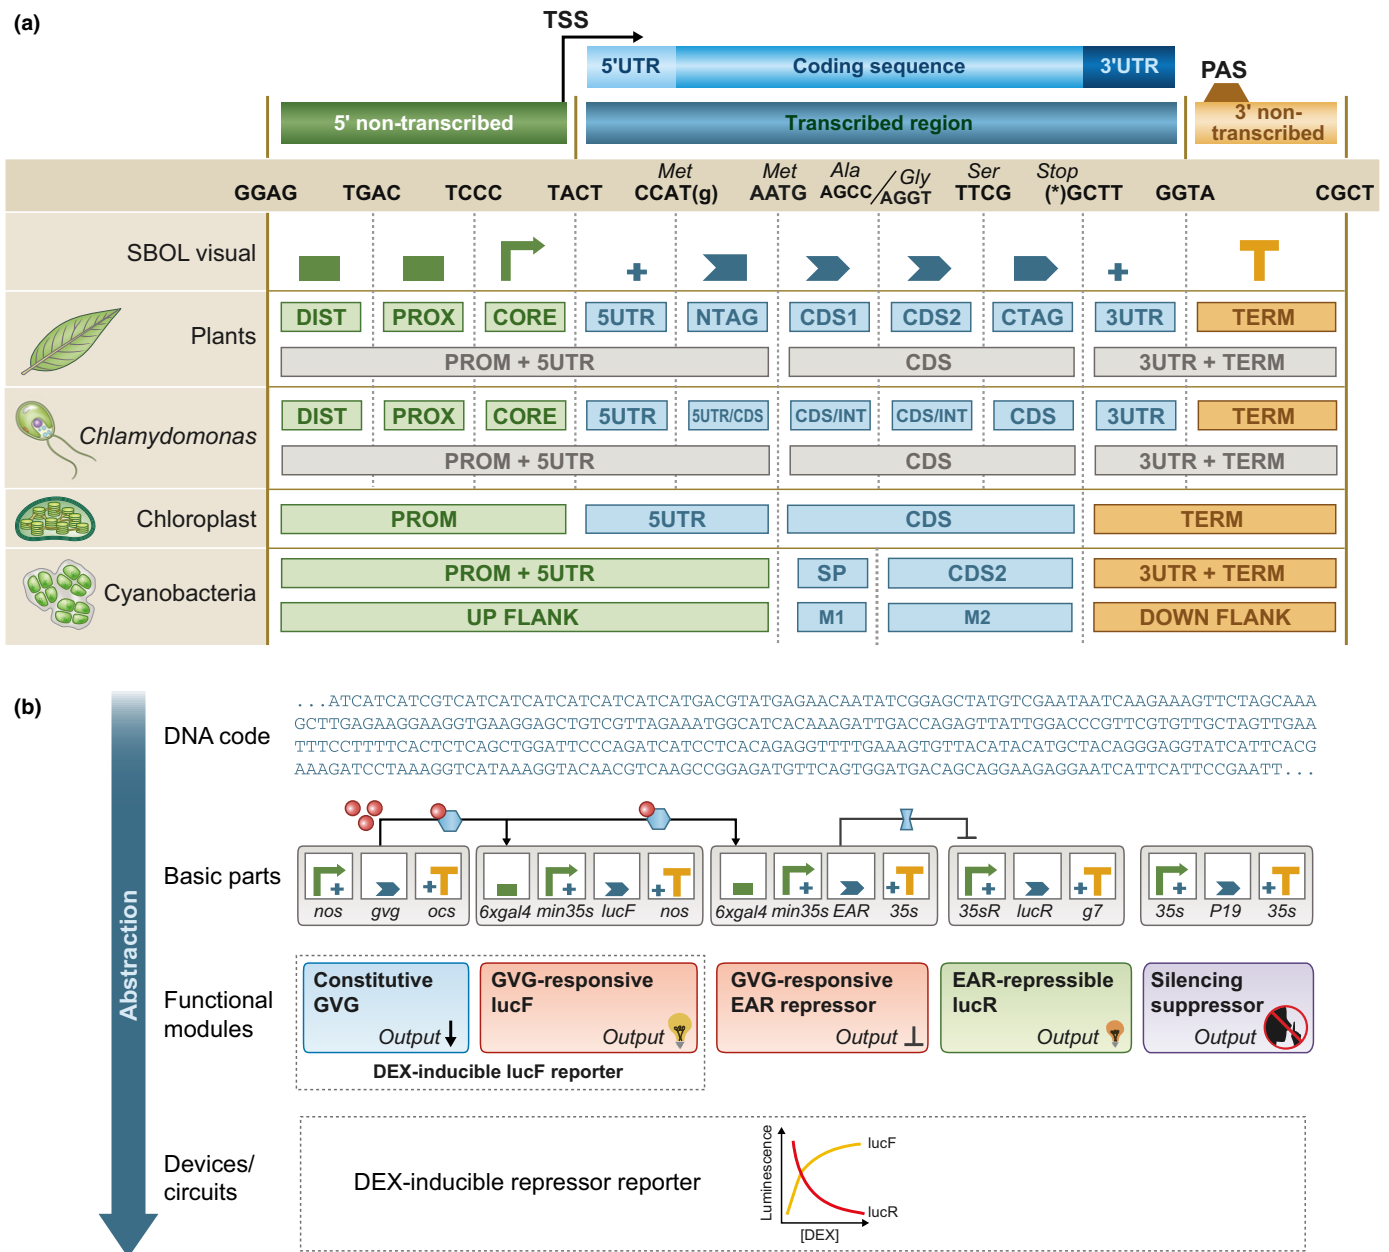 (a)
TSS
5'UTR Coding sequence 3'UTR
PAS
5' non-transcribed Transcribed region 3' non-transcribed
Met Met Ala Gly Ser Stop
GGAG TGAC TCCC TACT CCAT(g) AATG AGCC/AGGT TTCG (*)GCTT GGTA CGCT
SBOL visual
Plants
DIST PROX CORE 5UTR NTAG CDS1 CDS2 CTAG 3UTR TERM
PROM + 5UTR CDS 3UTR + TERM
Chlamydomonas
DIST PROX CORE 5UTR 5UTR/CDS CDS/INT CDS/INT CDS 3UTR TERM
PROM + 5UTR CDS 3UTR + TERM
Chloroplast PROM 5UTR CDS TERM
Cyanobacteria
PROM + 5UTR SP CDS2 3UTR + TERM
UP FLANK M1 M2 DOWN FLANK
(b)
Abstraction
DNA code
...ATCATCATCGTCATCATCATCATCATCATCATGACGTATGAGAACAATATCGGAGCTATGTCGAATAATCAAGAAAGTTCTAGCAAA
GCTTGAGAAGGAAGGTGAAGGAGCTGTCGTTAGAAATGGCATCACAAAGATTGACCAGAGTTATTGGACCCGTTCGTGTTGCTAGTTGAA
TTTCCTTTTCACTCTCAGCTGGATTCCCAGATCATCCTCACAGAGGTTTTGAAAGTGTTACATACATGCTACAGGGAGGTATCATTCACG
AAAGATCCTAAAGGTCATAAAGGTACAACGTCAAGCCGGAGATGTTCAGTGGATGACAGCAGGAAGAGGAATCATTCATTCCGAATT...
Basic parts
nos gvg ocs 6xgal4 min35s lucF nos 6xgal4 min35s EAR 35s 35sR lucR g7 35s P19 35s
Functional
modules
Constitutive
GVG
Output
GVG-responsive
lucF
Output
DEX-inducible lucF reporter
GVG-responsive
EAR repressor
Output
EAR-repressible
lucR
Output
Silencing
suppressor
Output
Devices/
circuits
DEX-inducible repressor reporter
Luminescence
lucF
lucR
[DEX]